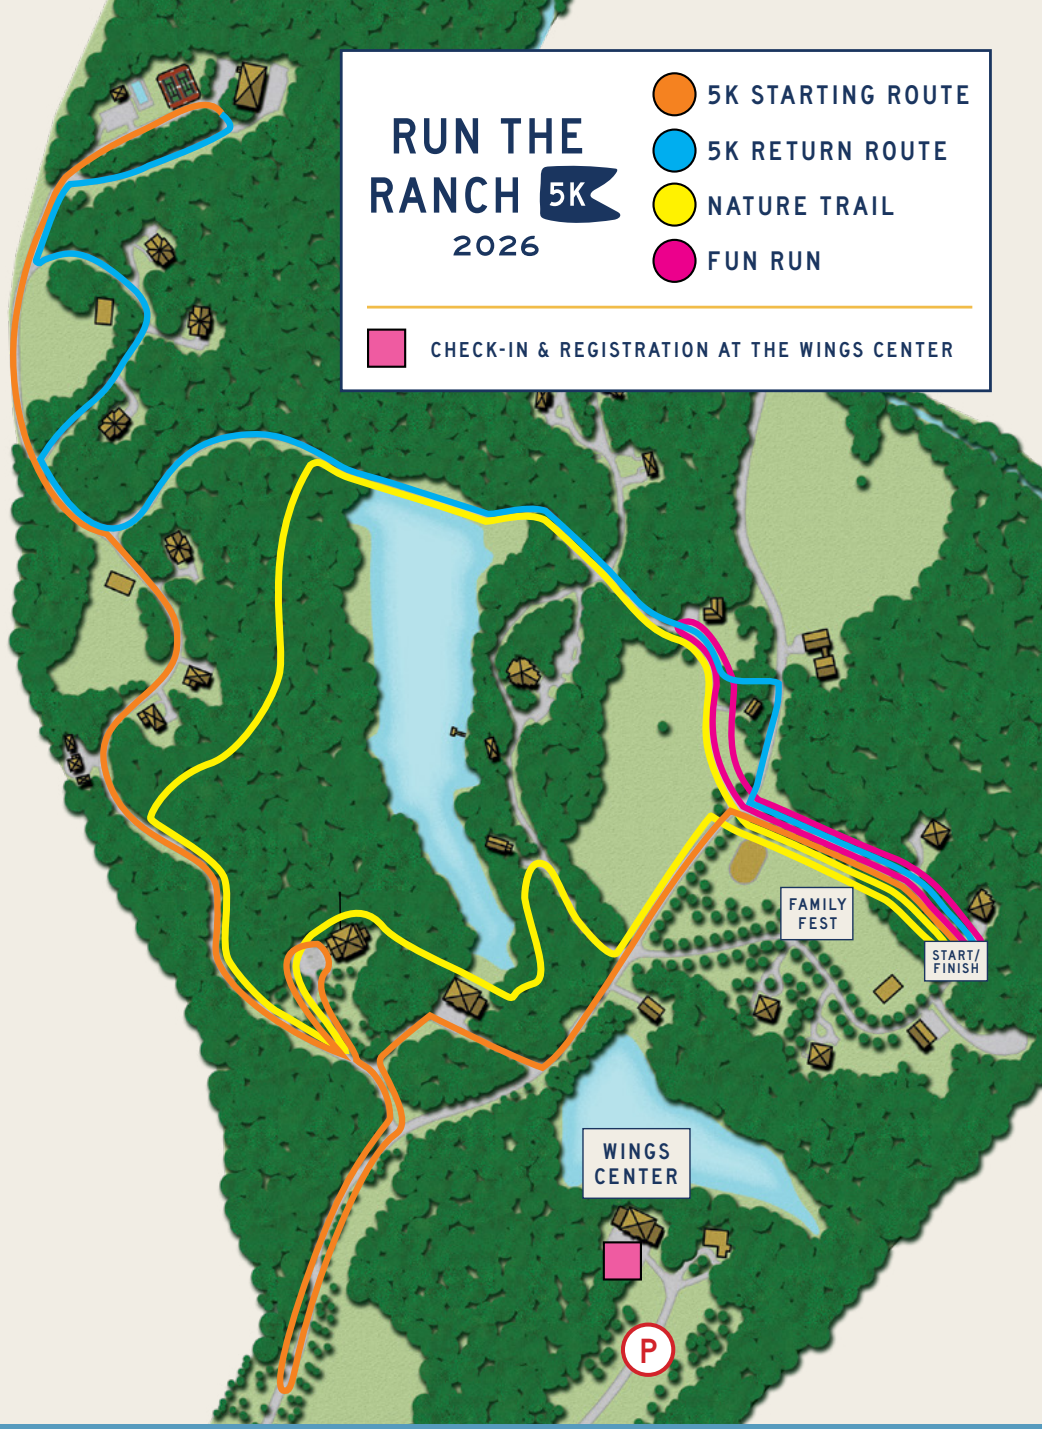 RUN THE
RANCH 5K
2026
5K STARTING ROUTE
5K RETURN ROUTE
NATURE TRAIL
FUN RUN
CHECK-IN & REGISTRATION AT THE WINGS CENTER
FAMILY
FEST
START/
FINISH
WINGS
CENTER
P